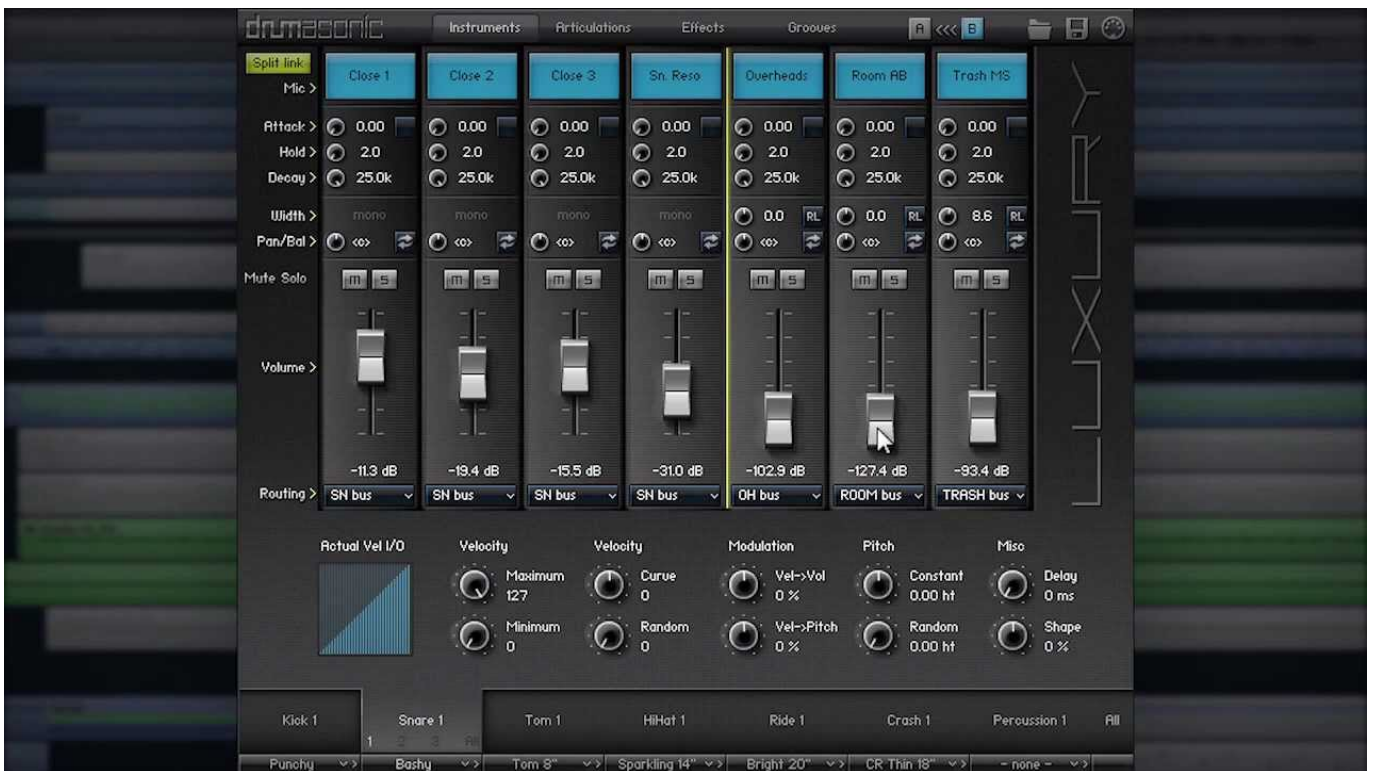 drumasonic Instruments Articulations Effects Grooves A <<< B
Split link
Mic > Close 1 Close 2 Close 3 Sn. Reso Overheads Room AB Trash MS
Attack > 0.00 0.00 0.00 0.00 0.00 0.00 0.00
Hold > 2.0 2.0 2.0 2.0 2.0 2.0 2.0
Decay > 25.0k 25.0k 25.0k 25.0k 25.0k 25.0k 25.0k
Width > mono mono mono mono 0.0 RL 0.0 RL 8.6 RL
Pan/Bal > <0> <0> <0> <0> <0> <0> <0>
Mute Solo m s m s m s m s m s m s m s
Volume >
-11.3 dB -19.4 dB -15.5 dB -31.0 dB -102.9 dB -127.4 dB -93.4 dB
Routing > SN bus SN bus SN bus SN bus OH bus ROOM bus TRASH bus
LUXURY
Actual Vel I/O Velocity Velocity Modulation Pitch Misc
Maximum Curve Vel->Vol Constant Delay
127 0 0 % 0.00 ht 0 ms
Minimum Random Vel->Pitch Random Shape
0 0 0 % 0.00 ht 0 %
Kick 1 Snare 1 Tom 1 HiHat 1 Ride 1 Crash 1 Percussion 1 All
1 2 3 All
Punchy Bashy Tom 8" Sparkling 14" Bright 20" CR Thin 18" - none -